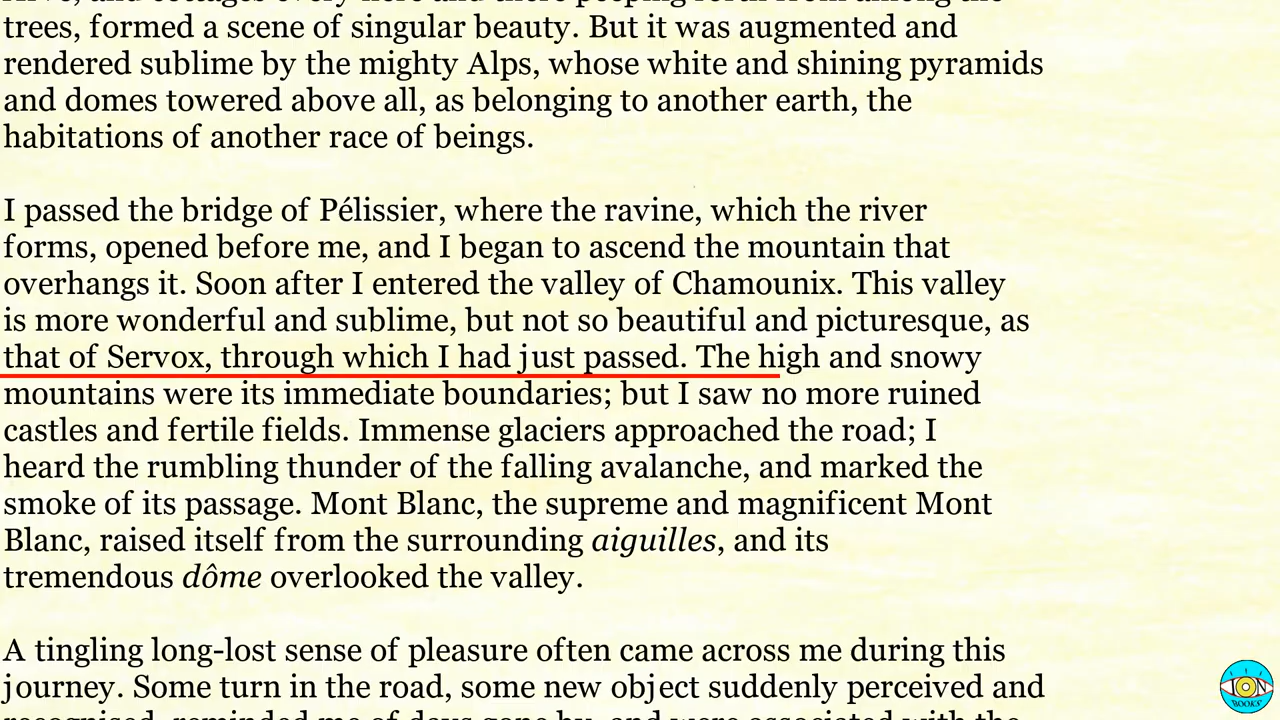 trees, formed a scene of singular beauty. But it was augmented and
rendered sublime by the mighty Alps, whose white and shining pyramids
and domes towered above all, as belonging to another earth, the
habitations of another race of beings.
I passed the bridge of Pélissier, where the ravine, which the river
forms, opened before me, and I began to ascend the mountain that
overhangs it. Soon after I entered the valley of Chamounix. This valley
is more wonderful and sublime, but not so beautiful and picturesque, as
that of Servox, through which I had just passed. The high and snowy
mountains were its immediate boundaries; but I saw no more ruined
castles and fertile fields. Immense glaciers approached the road; I
heard the rumbling thunder of the falling avalanche, and marked the
smoke of its passage. Mont Blanc, the supreme and magnificent Mont
Blanc, raised itself from the surrounding aiguilles, and its
tremendous dôme overlooked the valley.
A tingling long-lost sense of pleasure often came across me during this
journey. Some turn in the road, some new object suddenly perceived and
ION
BOOKS